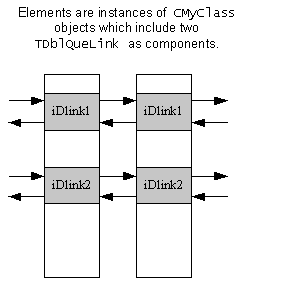 Elements are instances of CMyClass
objects which include two
TDblQueLink as components.
iDlink1 iDlink1
iDlink2 iDlink2